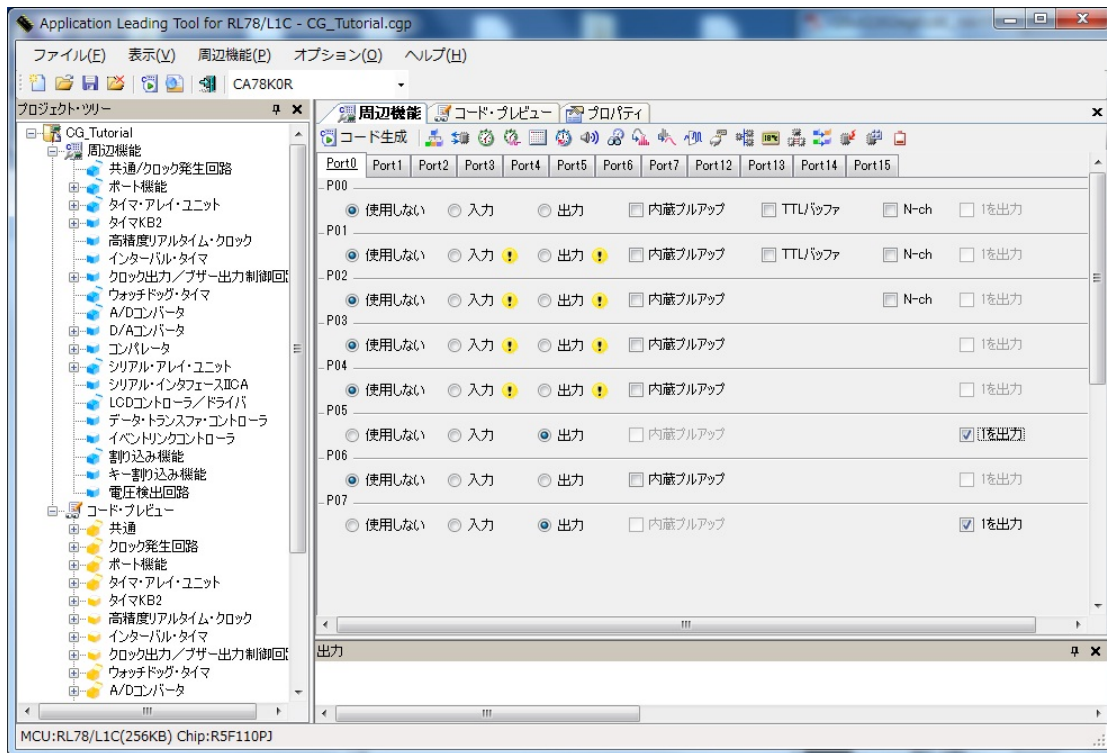 Application Leading Tool for RL78/L1C - CG_Tutorial.cgp
ファイル(F) 表示(V) 周辺機能(P) オプション(O) ヘルプ(H)
CA78K0R
プロジェクト・ツリー
CG_Tutorial
周辺機能
共通/クロック発生回路
ポート機能
タイマ・アレイ・ユニット
タイマKB2
高精度リアルタイム・クロック
インターバル・タイマ
クロック出力/ブザー出力制御回
ウォッチドッグ・タイマ
A/Dコンバータ
D/Aコンバータ
コンパレータ
シリアル・アレイ・ユニット
シリアル・インタフェースIICA
LCDコントローラ/ドライバ
データ・トランスファ・コントローラ
イベントリンクコントローラ
割り込み機能
キー割り込み機能
電圧検出回路
コード・プレビュー
共通
クロック発生回路
ポート機能
タイマ・アレイ・ユニット
タイマKB2
高精度リアルタイム・クロック
インターバル・タイマ
クロック出力/ブザー出力制御回
ウォッチドッグ・タイマ
A/Dコンバータ
周辺機能 コード・プレビュー プロパティ
コード生成
Port0 Port1 Port2 Port3 Port4 Port5 Port6 Port7 Port12 Port13 Port14 Port15
P00
使用しない 入力 出力 内蔵プルアップ TTLバッファ N-ch 1を出力
P01
使用しない 入力 出力 内蔵プルアップ TTLバッファ N-ch 1を出力
P02
使用しない 入力 出力 内蔵プルアップ N-ch 1を出力
P03
使用しない 入力 出力 内蔵プルアップ 1を出力
P04
使用しない 入力 出力 内蔵プルアップ 1を出力
P05
使用しない 入力 出力 内蔵プルアップ 1を出力
P06
使用しない 入力 出力 内蔵プルアップ 1を出力
P07
使用しない 入力 出力 内蔵プルアップ 1を出力
出力
MCU:RL78/L1C(256KB) Chip:R5F110PJ